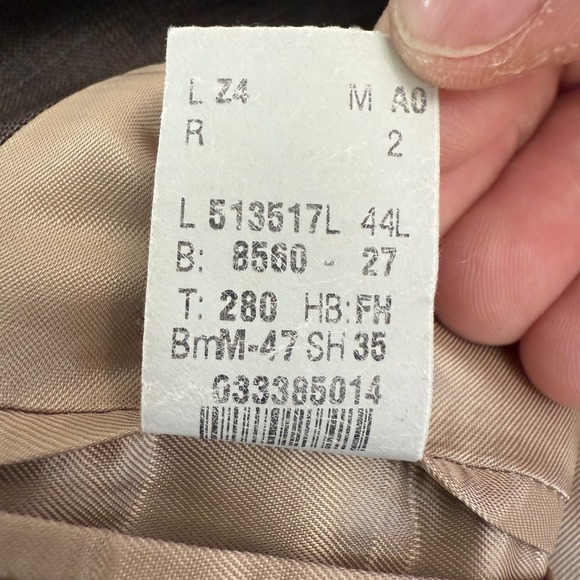 L Z4 M A0
R 2
L 513517L 44L
B: 8560 - 27
T: 280 HB:FH
BmM-47 SH 35
033385014